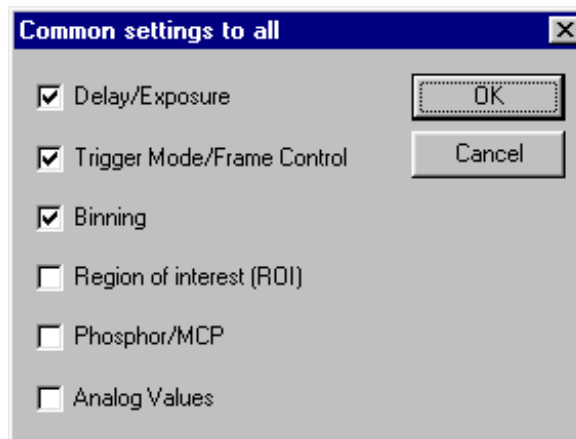 Common settings to all
Delay/Exposure
OK
Trigger Mode/Frame Control
Cancel
Binning
Region of interest (ROI)
Phosphor/MCP
Analog Values